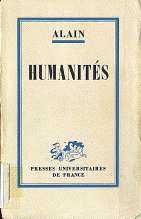 ALAIN
HUMANITÉS
PRESSES UNIVERSITAIRES
DE FRANCE